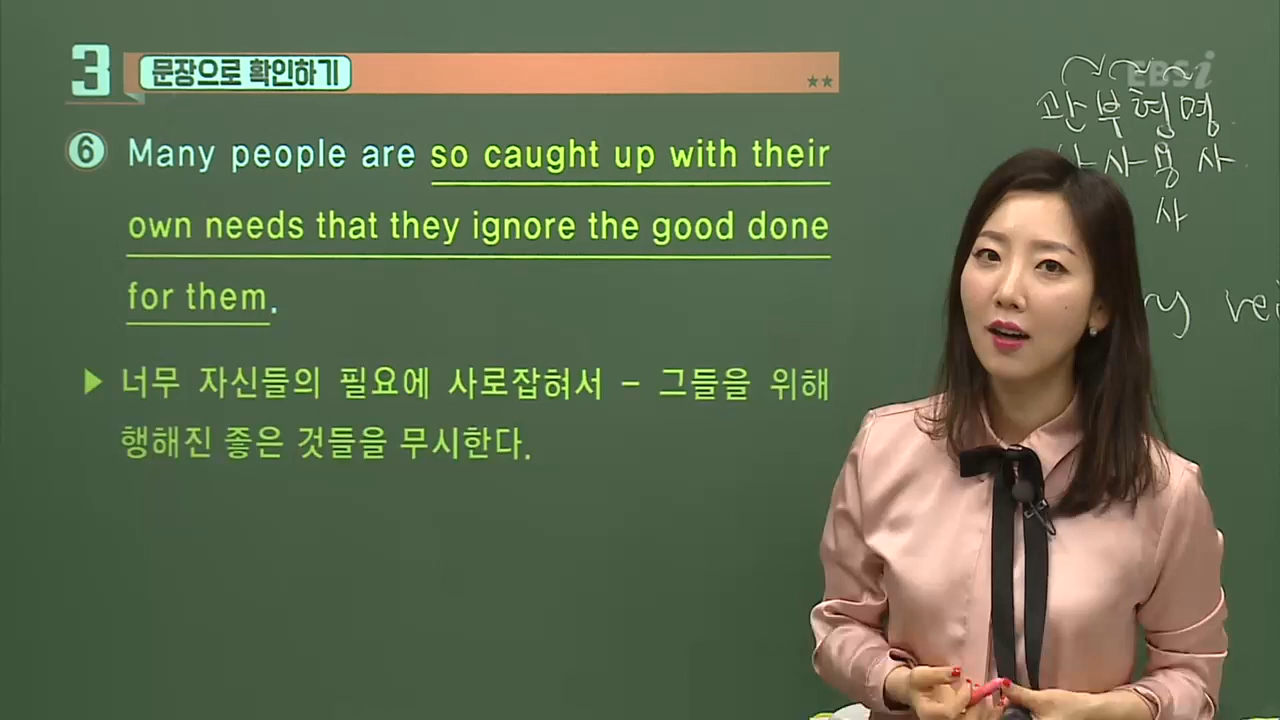 3 문장으로 확인하기
★★
EBSi
⑥ Many people are so caught up with their
own needs that they ignore the good done
for them.
▶ 너무 자신들의 필요에 사로잡혀서 – 그들을 위해
행해진 좋은 것들을 무시한다.
관 부 형 명
사 용 사
사